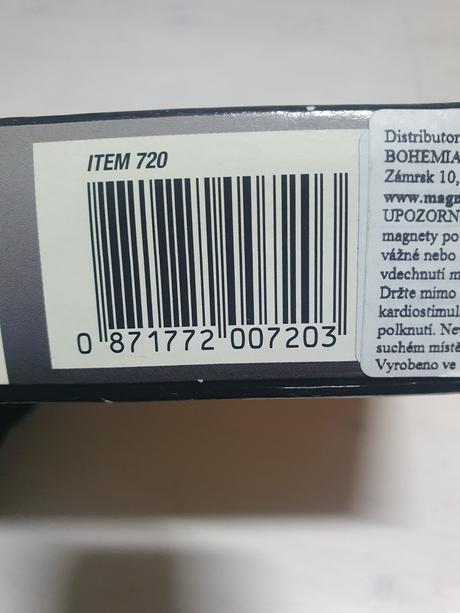 ITEM 720
0 871772 007203
Distributor
BOHEMIA
Zámrsk 10,
www.magn
UPOZORN
magnety po
vážné nebo
vdechnutí m
Držte mimo
kardiostimul
polknutí. Nev
suchém místě
Vyrobeno ve